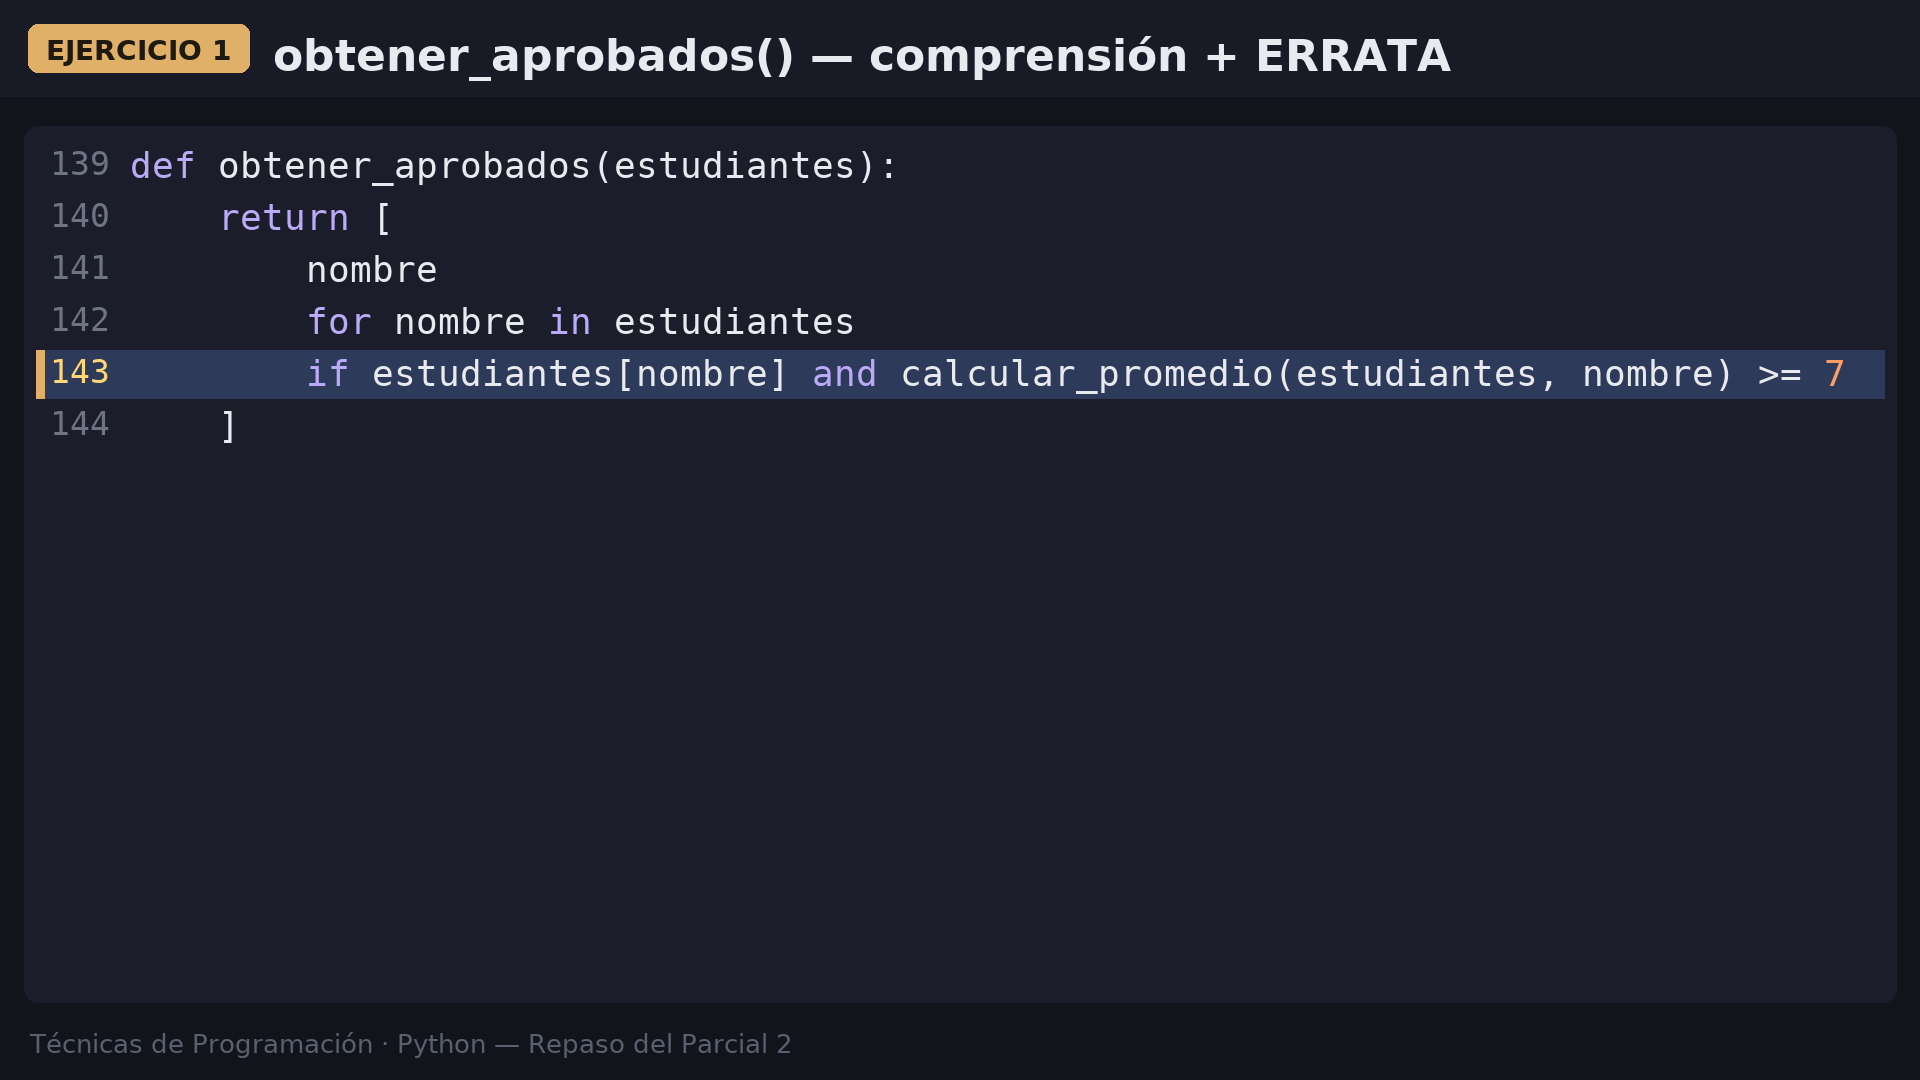 EJERCICIO 1 obtener_aprobados() — comprensión + ERRATA
139 def obtener_aprobados(estudiantes):
140     return [
141         nombre
142         for nombre in estudiantes
143         if estudiantes[nombre] and calcular_promedio(estudiantes, nombre) >= 7
144     ]
Técnicas de Programación · Python — Repaso del Parcial 2